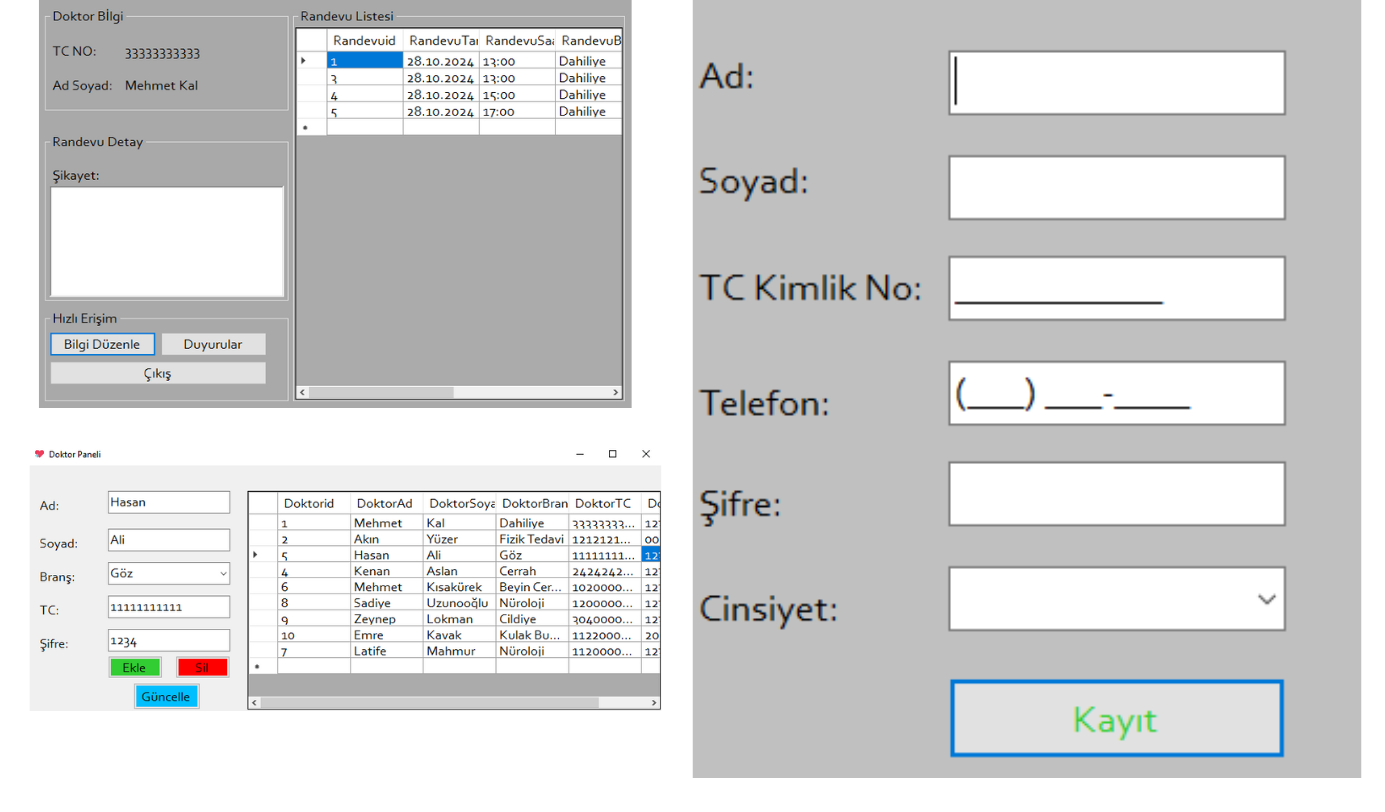 Doktor Bİlgi
TC NO: 33333333333
Ad Soyad: Mehmet Kal
Randevu Detay
Şikayet:
Hızlı Erişim
Bilgi Düzenle Duyurular
Çıkış
Randevu Listesi
Randevuid RandevuTar RandevuSaa RandevuB
1 28.10.2024 13:00 Dahiliye
3 28.10.2024 13:00 Dahiliye
4 28.10.2024 15:00 Dahiliye
5 28.10.2024 17:00 Dahiliye
Doktor Paneli
Ad: Hasan
Soyad: Ali
Branş: Göz
TC: 11111111111
Şifre: 1234
Ekle Sil
Güncelle
Doktorid DoktorAd DoktorSoya DoktorBran DoktorTC Do
1 Mehmet Kal Dahiliye 33333333... 12
2 Akın Yüzer Fizik Tedavi 1212121... 00
5 Hasan Ali Göz 11111111... 12
4 Kenan Aslan Cerrah 2424242... 12
6 Mehmet Kısakürek Beyin Cer... 1020000... 12
8 Sadiye Uzunooğlu Nüroloji 1200000... 12
9 Zeynep Lokman Cildiye 3040000... 12
10 Emre Kavak Kulak Bu... 1122000... 20
7 Latife Mahmur Nüroloji 1120000... 12
Ad:
Soyad:
TC Kimlik No: ___________
Telefon: (___) ___-____
Şifre:
Cinsiyet:
Kayıt